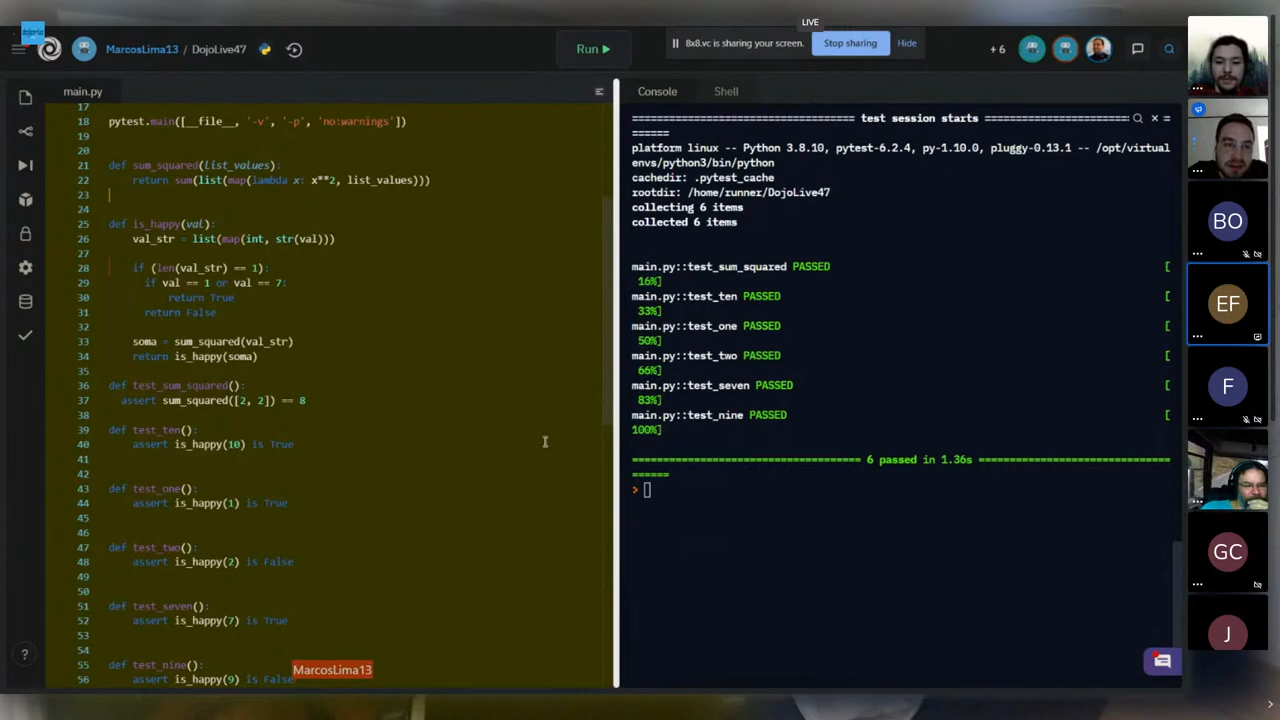 LIVE
dojorio
MarcosLima13 / DojoLive47
Run
8x8.vc is sharing your screen.
Stop sharing
Hide
+ 6
main.py
17
18 pytest.main([__file__, '-v', '-p', 'no:warnings'])
19
20
21 def sum_squared(list_values):
22 return sum(list(map(lambda x: x**2, list_values)))
23
24
25 def is_happy(val):
26 val_str = list(map(int, str(val)))
27
28 if (len(val_str) == 1):
29 if val == 1 or val == 7:
30 return True
31 return False
32
33 soma = sum_squared(val_str)
34 return is_happy(soma)
35
36 def test_sum_squared():
37 assert sum_squared([2, 2]) == 8
38
39 def test_ten():
40 assert is_happy(10) is True
41
42
43 def test_one():
44 assert is_happy(1) is True
45
46
47 def test_two():
48 assert is_happy(2) is False
49
50
51 def test_seven():
52 assert is_happy(7) is True
53
54
55 def test_nine():
56 assert is_happy(9) is False
MarcosLima13
?
Console
Shell
=================================== test session starts ============================ =
======
platform linux -- Python 3.8.10, pytest-6.2.4, py-1.10.0, pluggy-0.13.1 -- /opt/virtual
envs/python3/bin/python
cachedir: .pytest_cache
rootdir: /home/runner/DojoLive47
collecting 6 items
collected 6 items
main.py::test_sum_squared PASSED [
16%]
main.py::test_ten PASSED [
33%]
main.py::test_one PASSED [
50%]
main.py::test_two PASSED [
66%]
main.py::test_seven PASSED [
83%]
main.py::test_nine PASSED [
100%]
==================================== 6 passed in 1.36s ================================
======
>
BO
EF
F
GC
J